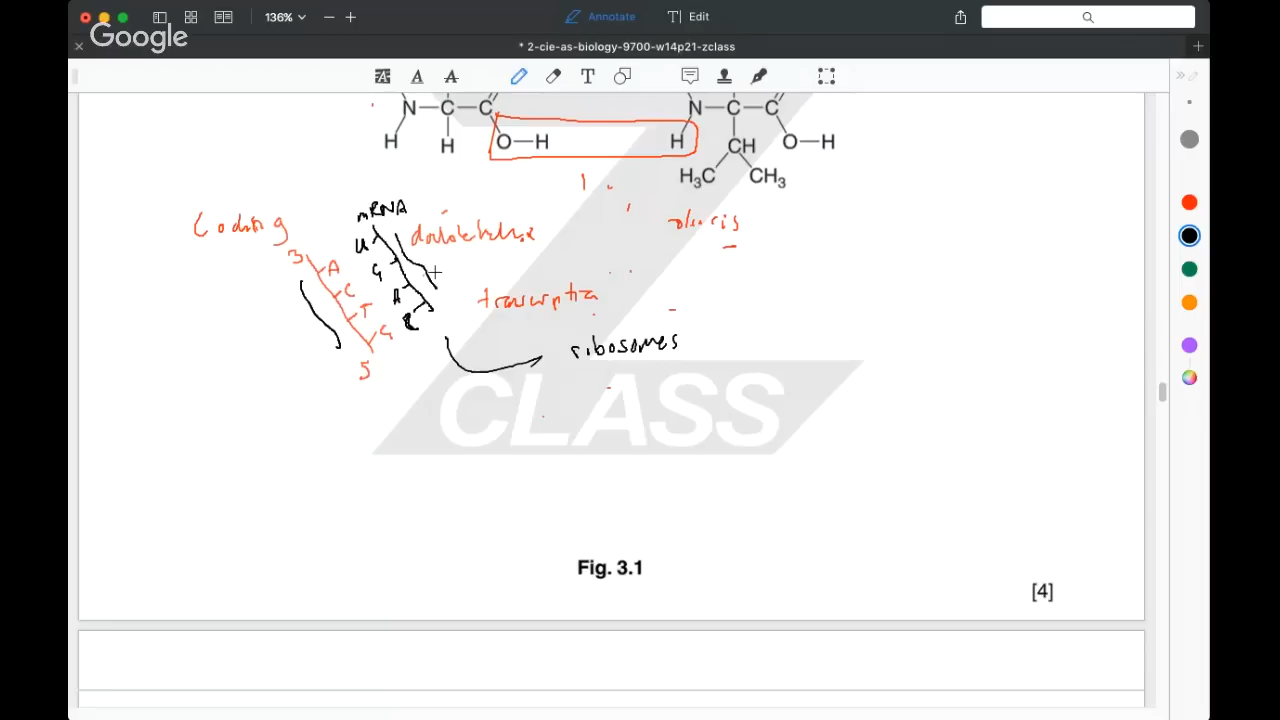 136%
Annotate
T Edit
Google
* 2-cie-as-biology-9700-w14p21-zclass
A A A T
N—C—C
H H O—H
N—C—C
H CH O—H
H3C CH3
1.
Coding
mRNA
3 A C T G 5
U G A C
transcription
ribosomes
CLASS
Fig. 3.1
[4]